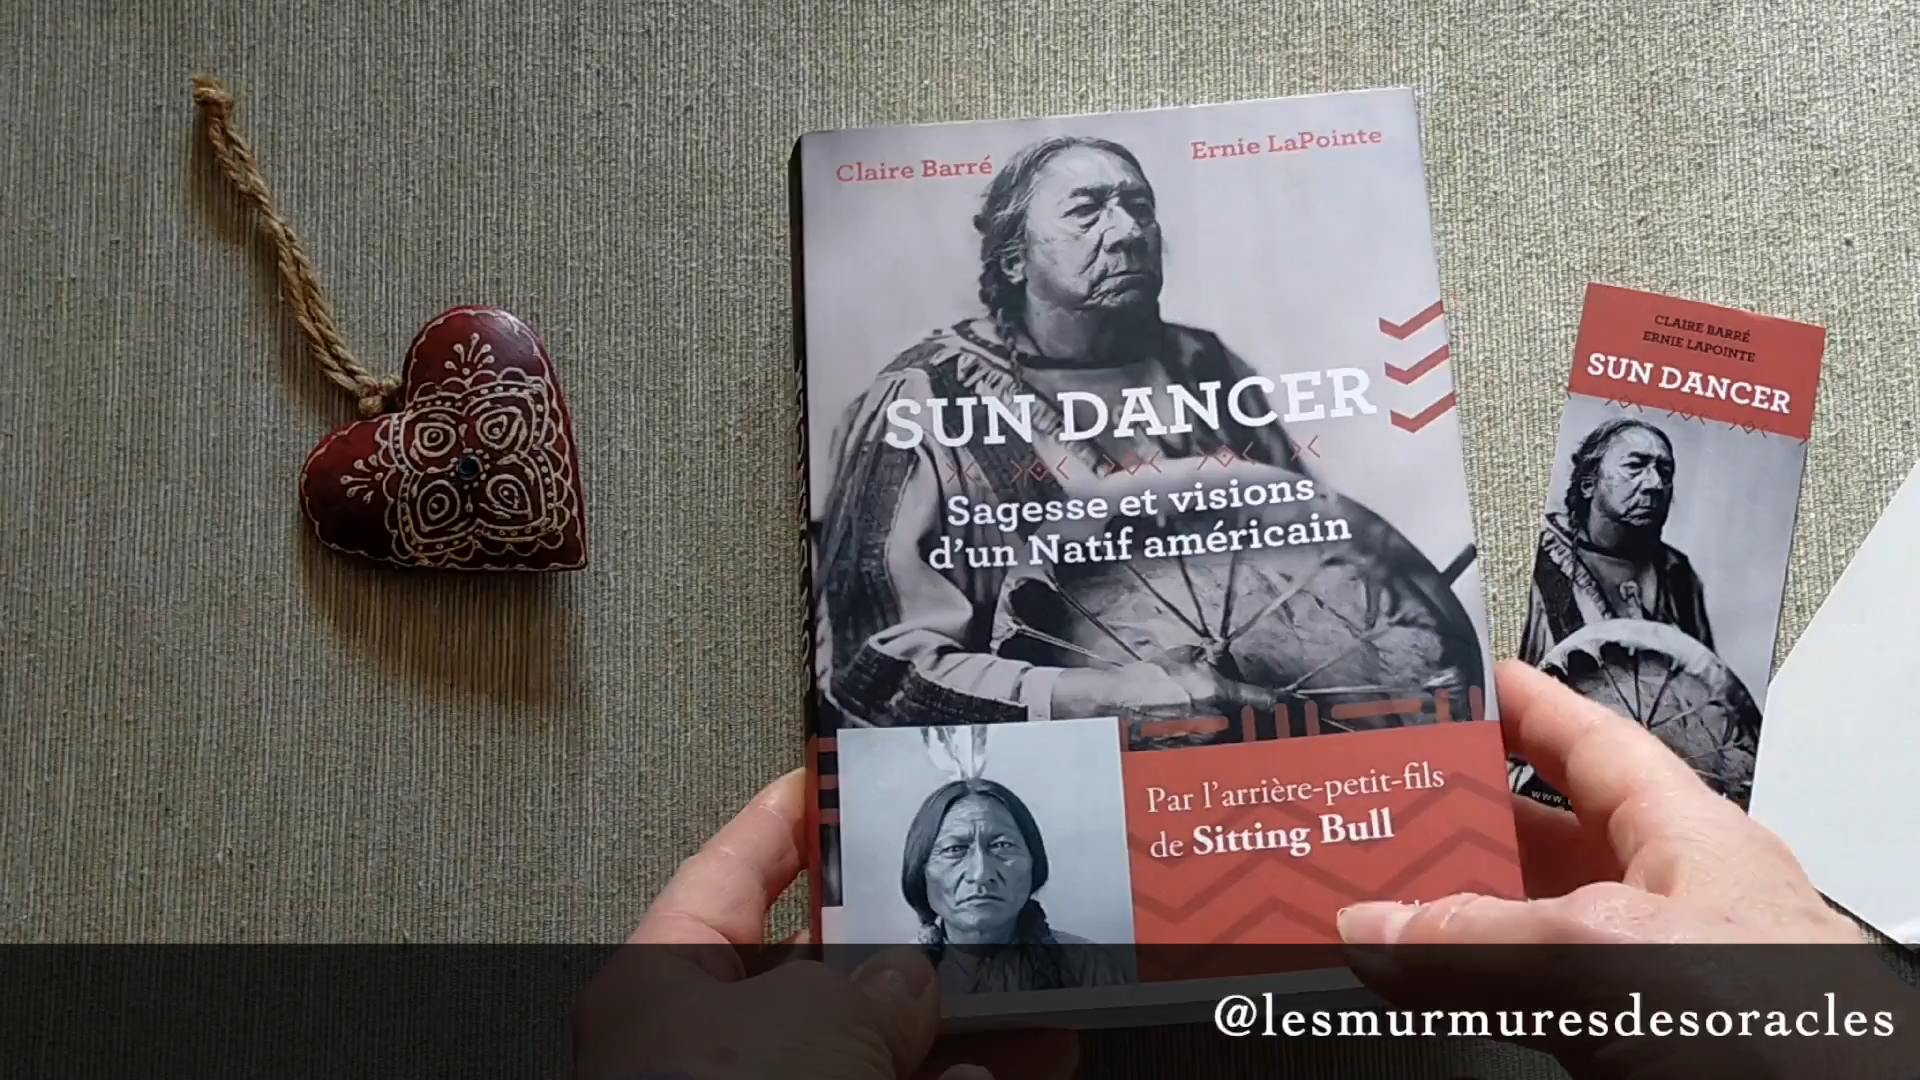 Claire Barré
Ernie LaPointe
SUN DANCER
Sagesse et visions
d'un Natif américain
Par l'arrière-petit-fils
de Sitting Bull
CLAIRE BARRÉ
ERNIE LAPOINTE
SUN DANCER
www.
@lesmurmuresdesoracles